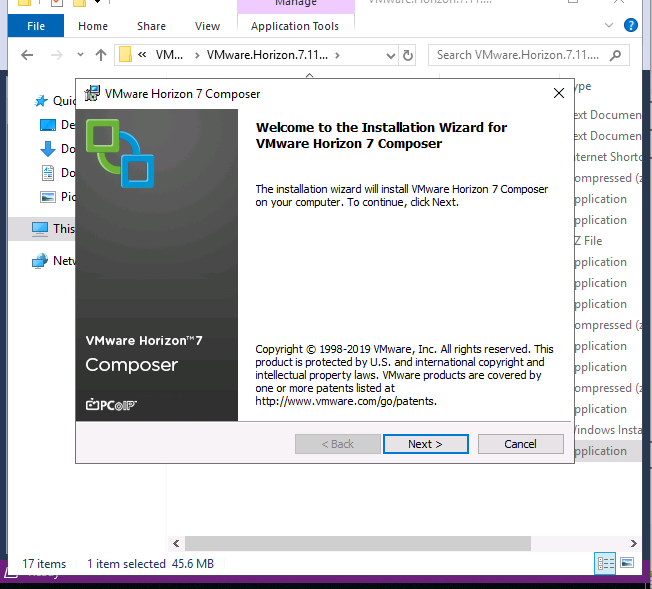 Manage
VMware.Horizon.7.11....
File
Home
Share
View
Application Tools
?
« VM... > VMware.Horizon.7.11... >
Search VMware.Horizon.7.11....
VMware Horizon 7 Composer
Welcome to the Installation Wizard for
VMware Horizon 7 Composer
The installation wizard will install VMware Horizon 7 Composer
on your computer. To continue, click Next.
VMware Horizon™ 7
Composer
PCoIP
Copyright © 1998-2019 VMware, Inc. All rights reserved. This
product is protected by U.S. and international copyright and
intellectual property laws. VMware products are covered by
one or more patents listed at
http://www.vmware.com/go/patents.
< Back
Next >
Cancel
Quic
De
Do
Do
Pic
This
Netw
ype
ext Documen
ext Documen
nternet Shortc
ompressed (z
pplication
pplication
Z File
pplication
pplication
pplication
ompressed (z
pplication
pplication
ompressed (z
pplication
Windows Insta
pplication
17 items
1 item selected 45.6 MB
Ready